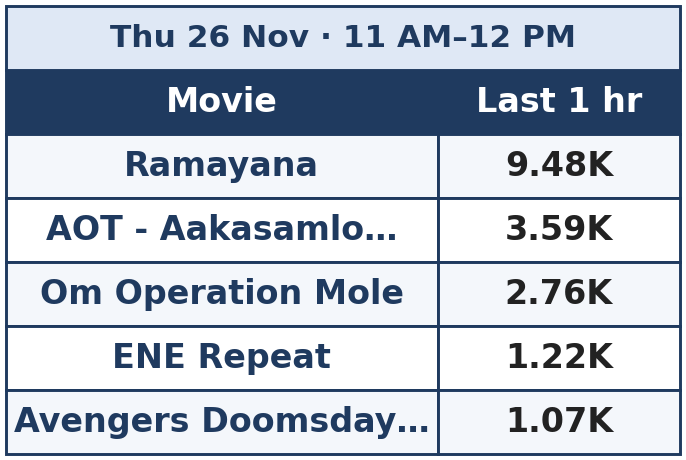 Thu 26 Nov · 11 AM–12 PM
Movie Last 1 hr
Ramayana 9.48K
AOT - Aakasamlo... 3.59K
Om Operation Mole 2.76K
ENE Repeat 1.22K
Avengers Doomsday... 1.07K